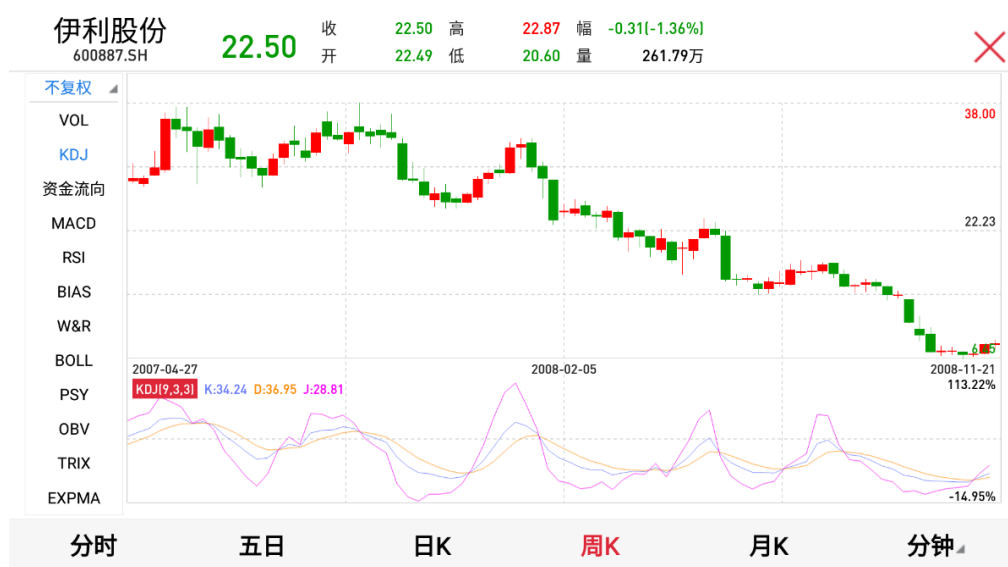 伊利股份
600887.SH
22.50
收 22.50 高 22.87 幅 -0.31(-1.36%)
开 22.49 低 20.60 量 261.79万
不复权
VOL
KDJ
资金流向
MACD
RSI
BIAS
W&R
BOLL
PSY
OBV
TRIX
EXPMA
38.00
22.23
2007-04-27 2008-02-05 2008-11-21
KDJ(9,3,3) K:34.24 D:36.95 J:28.81 113.22%
-14.95%
分时 五日 日K 周K 月K 分钟